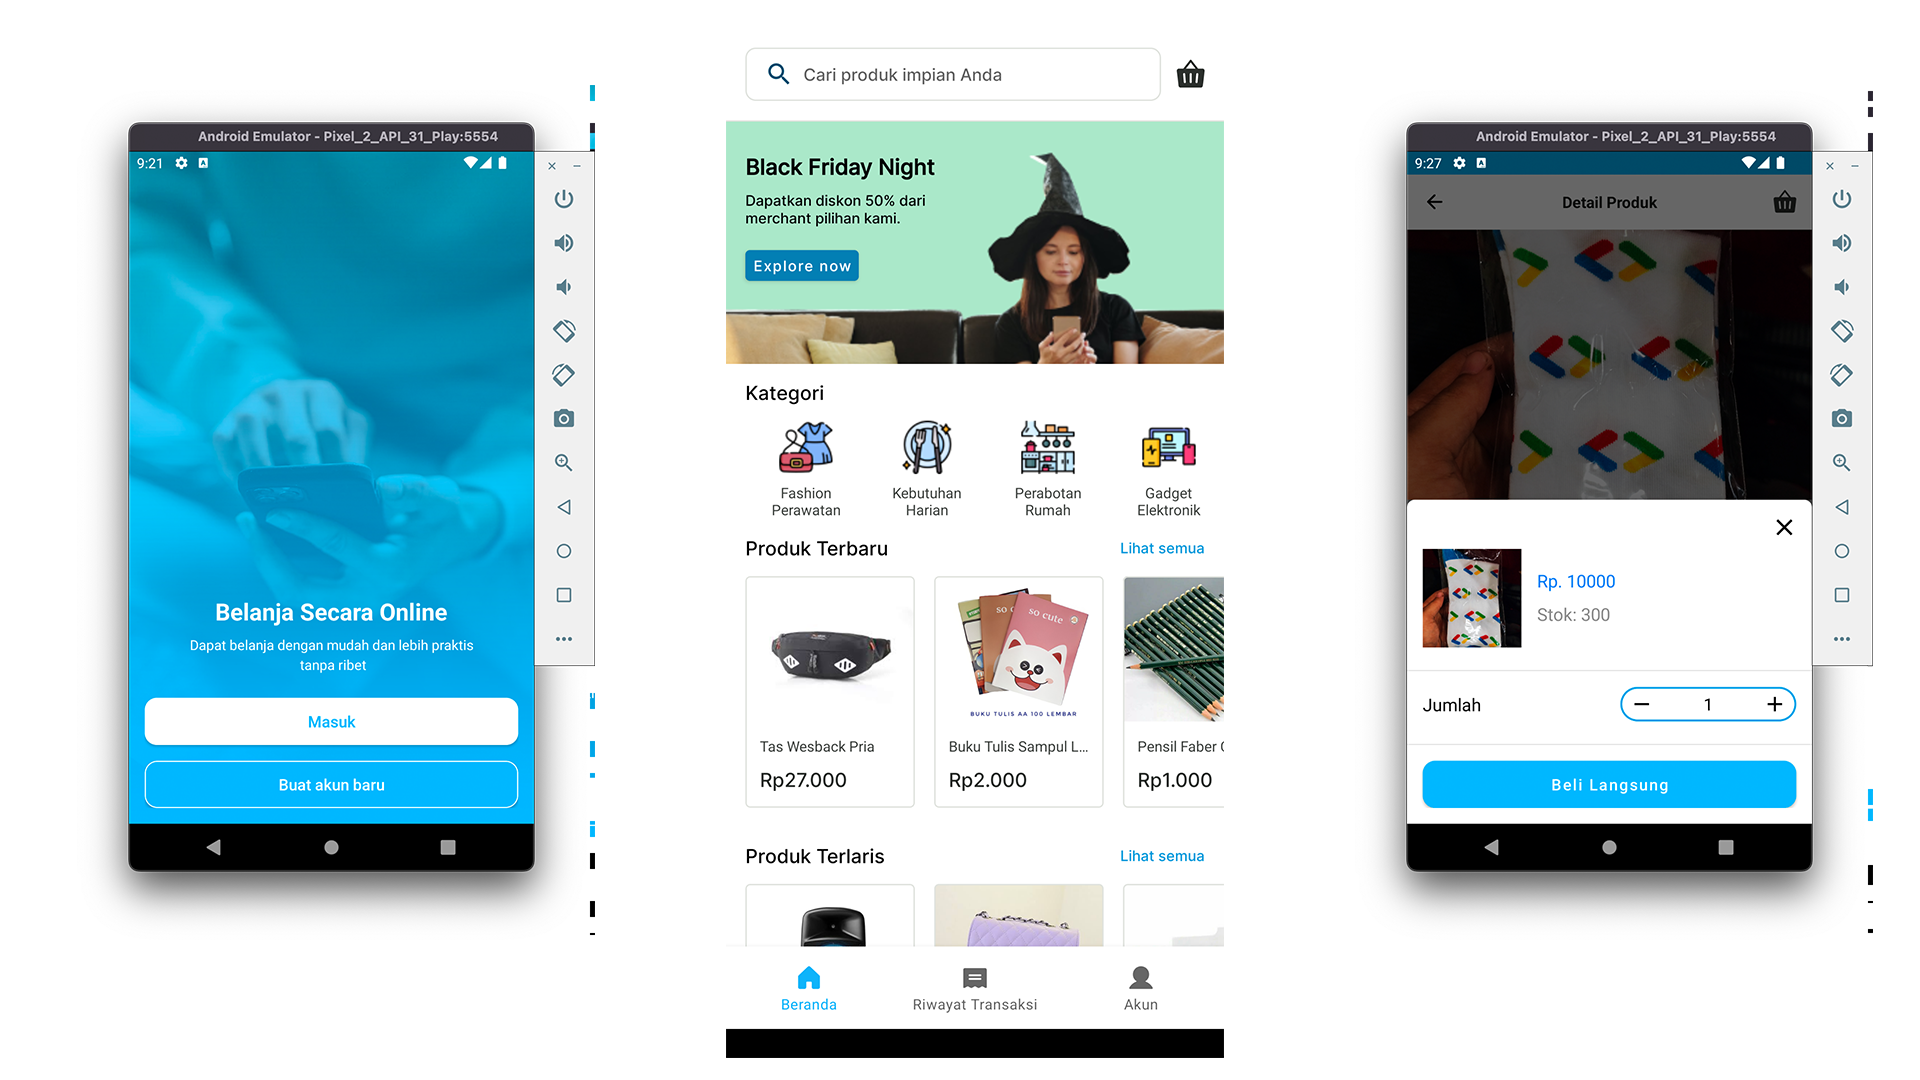 Android Emulator - Pixel_2_API_31_Play:5554
9:21
A
Belanja Secara Online
Dapat belanja dengan mudah dan lebih praktis
tanpa ribet
Masuk
Buat akun baru
Cari produk impian Anda
Black Friday Night
Dapatkan diskon 50% dari
merchant pilihan kami.
Explore now
Kategori
Fashion
Perawatan
Kebutuhan
Harian
Perabotan
Rumah
Gadget
Elektronik
Produk Terbaru
Lihat semua
so cute
BUKU TULIS AA 100 LEMBAR
Tas Wesback Pria
Rp27.000
Buku Tulis Sampul L...
Rp2.000
Pensil Faber
Rp1.000
Produk Terlaris
Lihat semua
Beranda
Riwayat Transaksi
Akun
Android Emulator - Pixel_2_API_31_Play:5554
9:27
A
Detail Produk
Rp. 10000
Stok: 300
Jumlah
1
Beli Langsung